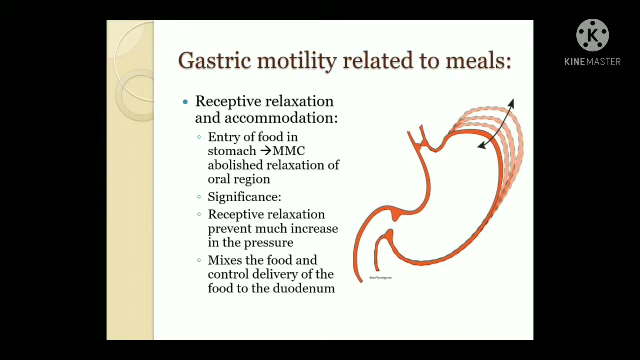 Gastric motility related to meals:
Receptive relaxation
and accommodation:
Entry of food in
stomach →MMC
abolished relaxation of
oral region
Significance:
Receptive relaxation
prevent much increase
in the pressure
Mixes the food and
control delivery of the
food to the duodenum
K
KINEMASTER